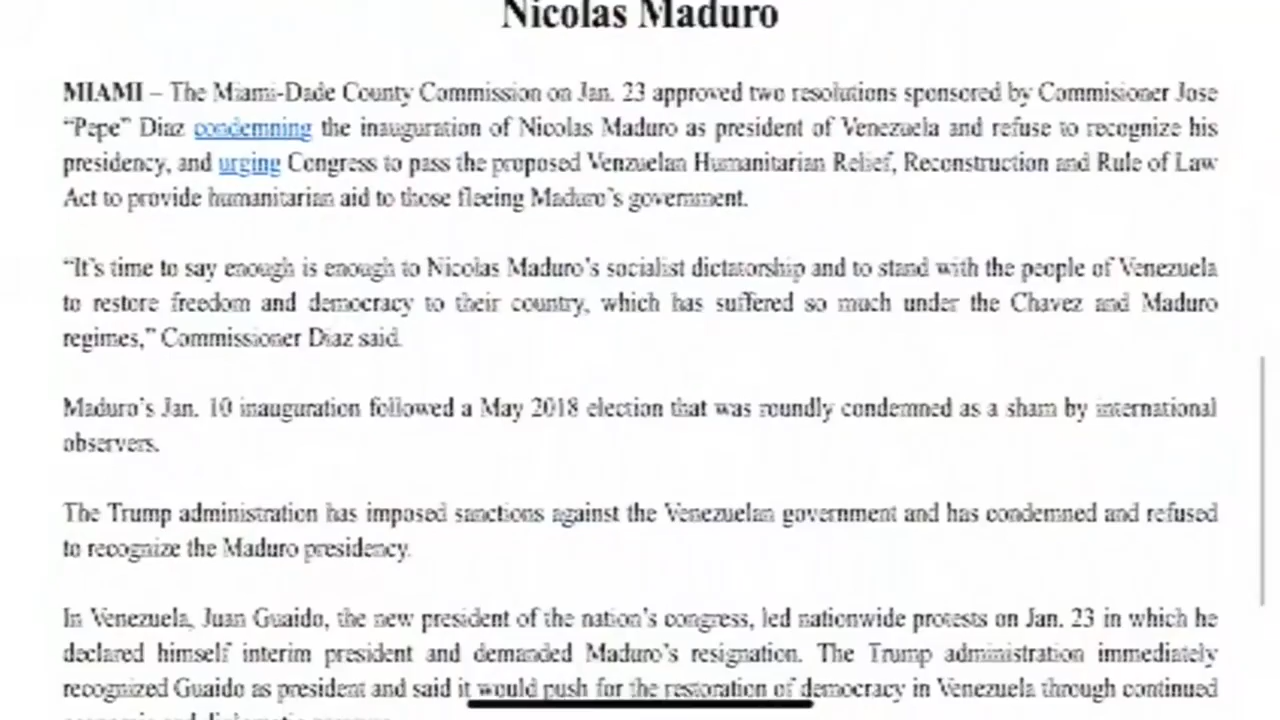 Nicolas Maduro
MIAMI – The Miami-Dade County Commission on Jan. 23 approved two resolutions sponsored by Commisioner Jose
“Pepe” Diaz condemning the inauguration of Nicolas Maduro as president of Venezuela and refuse to recognize his
presidency, and urging Congress to pass the proposed Venzuelan Humanitarian Relief, Reconstruction and Rule of Law
Act to provide humanitarian aid to those fleeing Maduro’s government.
“It’s time to say enough is enough to Nicolas Maduro’s socialist dictatorship and to stand with the people of Venezuela
to restore freedom and democracy to their country, which has suffered so much under the Chavez and Maduro
regimes,” Commissioner Diaz said.
Maduro’s Jan. 10 inauguration followed a May 2018 election that was roundly condemned as a sham by international
observers.
The Trump administration has imposed sanctions against the Venezuelan government and has condemned and refused
to recognize the Maduro presidency.
In Venezuela, Juan Guaido, the new president of the nation’s congress, led nationwide protests on Jan. 23 in which he
declared himself interim president and demanded Maduro’s resignation. The Trump administration immediately
recognized Guaido as president and said it would push for the restoration of democracy in Venezuela through continued